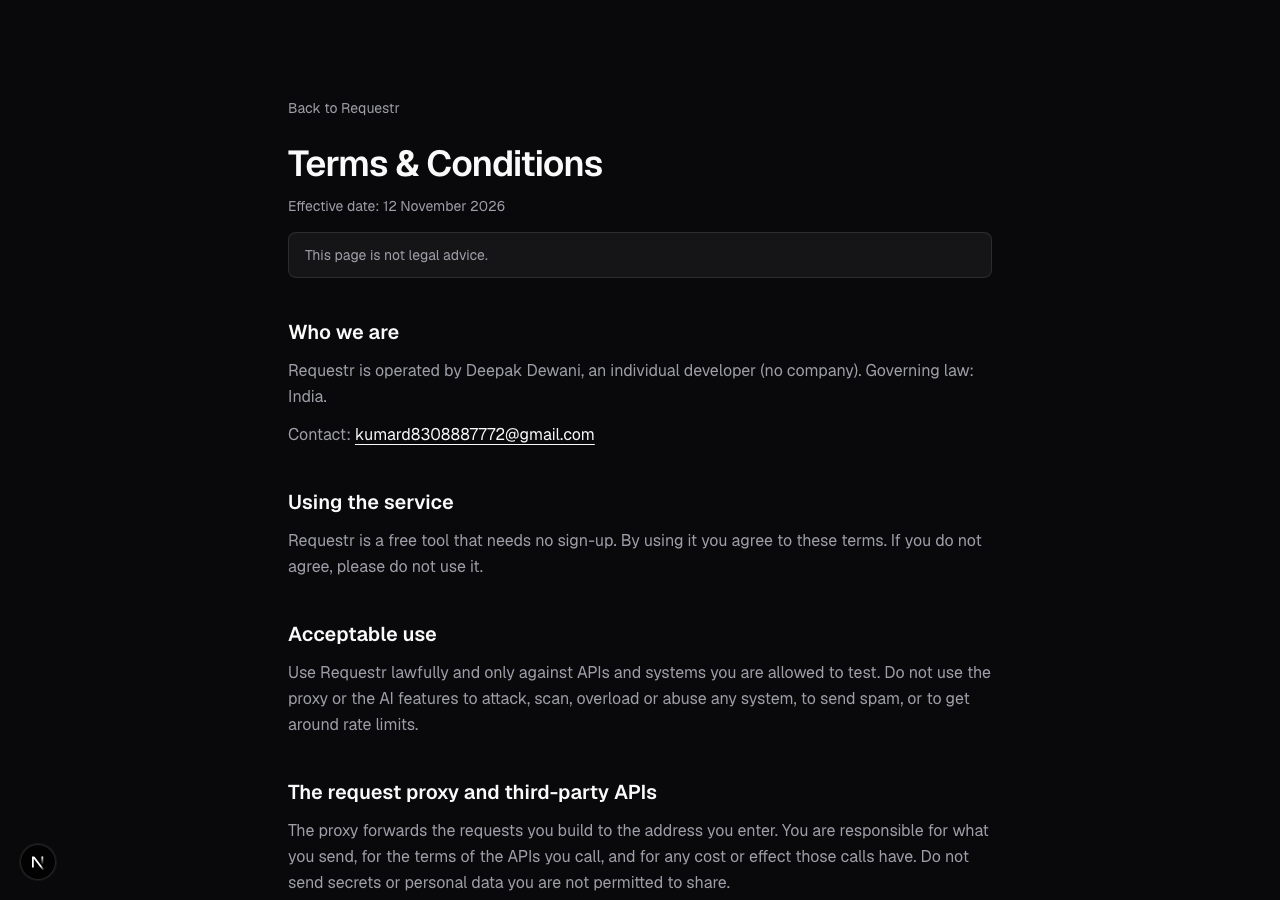 Back to Requestr
Terms & Conditions
Effective date: 12 November 2026
This page is not legal advice.
Who we are
Requestr is operated by Deepak Dewani, an individual developer (no company). Governing law:
India.
Contact: kumard8308887772@gmail.com
Using the service
Requestr is a free tool that needs no sign-up. By using it you agree to these terms. If you do not
agree, please do not use it.
Acceptable use
Use Requestr lawfully and only against APIs and systems you are allowed to test. Do not use the
proxy or the AI features to attack, scan, overload or abuse any system, to send spam, or to get
around rate limits.
The request proxy and third-party APIs
The proxy forwards the requests you build to the address you enter. You are responsible for what
you send, for the terms of the APIs you call, and for any cost or effect those calls have. Do not
send secrets or personal data you are not permitted to share.
N